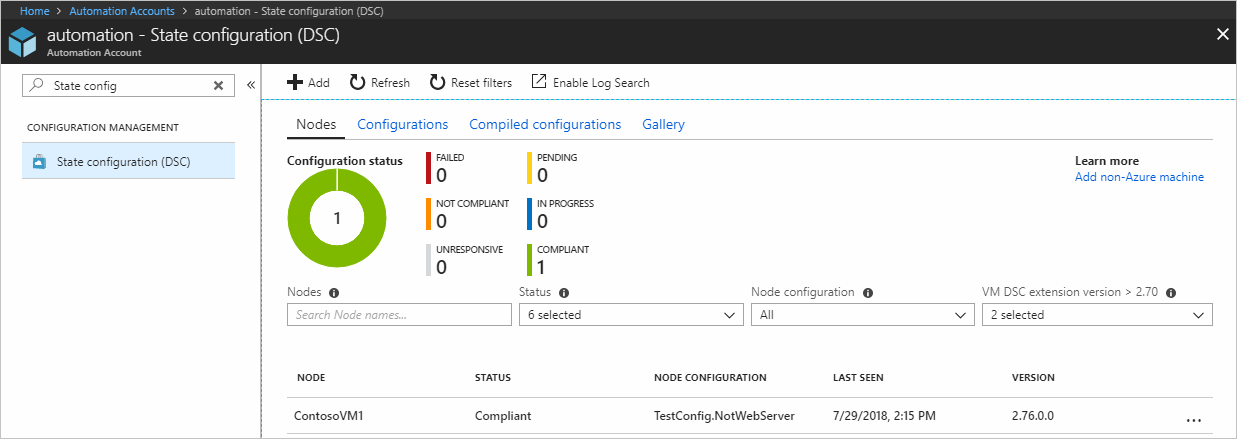 Home > Automation Accounts > automation - State configuration (DSC)
automation - State configuration (DSC)
Automation Account
State config
CONFIGURATION MANAGEMENT
State configuration (DSC)
Add Refresh Reset filters Enable Log Search
Nodes Configurations Compiled configurations Gallery
Configuration status
1
FAILED
0
PENDING
0
NOT COMPLIANT
0
IN PROGRESS
0
UNRESPONSIVE
0
COMPLIANT
1
Learn more
Add non-Azure machine
Nodes Status Node configuration VM DSC extension version > 2.70
Search Node names... 6 selected All 2 selected
NODE STATUS NODE CONFIGURATION LAST SEEN VERSION
ContosoVM1 Compliant TestConfig.NotWebServer 7/29/2018, 2:15 PM 2.76.0.0 ...